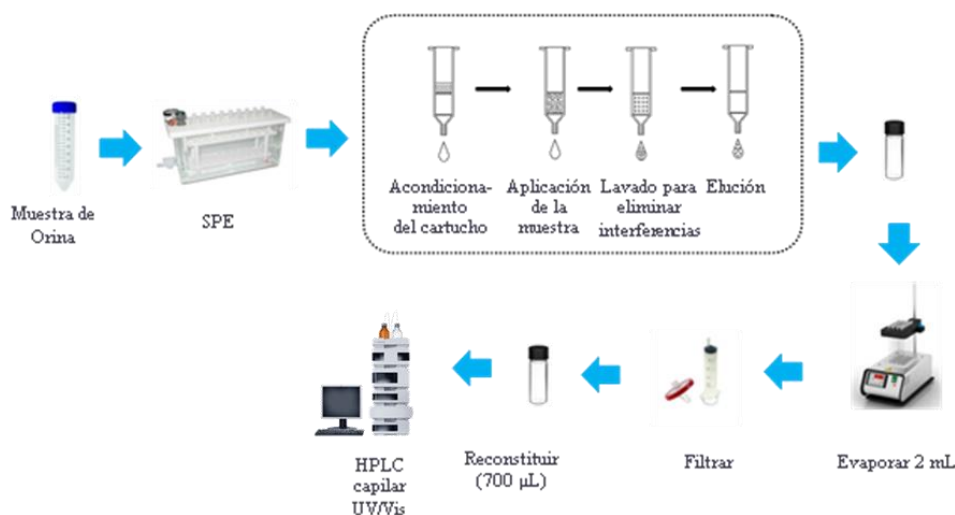 Muestra de
Orina
SPE
Acondiciona-
miento
del cartucho
Aplicación
de la
muestra
Lavado para
eliminar
interferencias
Elución
Evaporar 2 mL
Filtrar
Reconstituir
(700 µL)
HPLC
capilar
UV/Vis